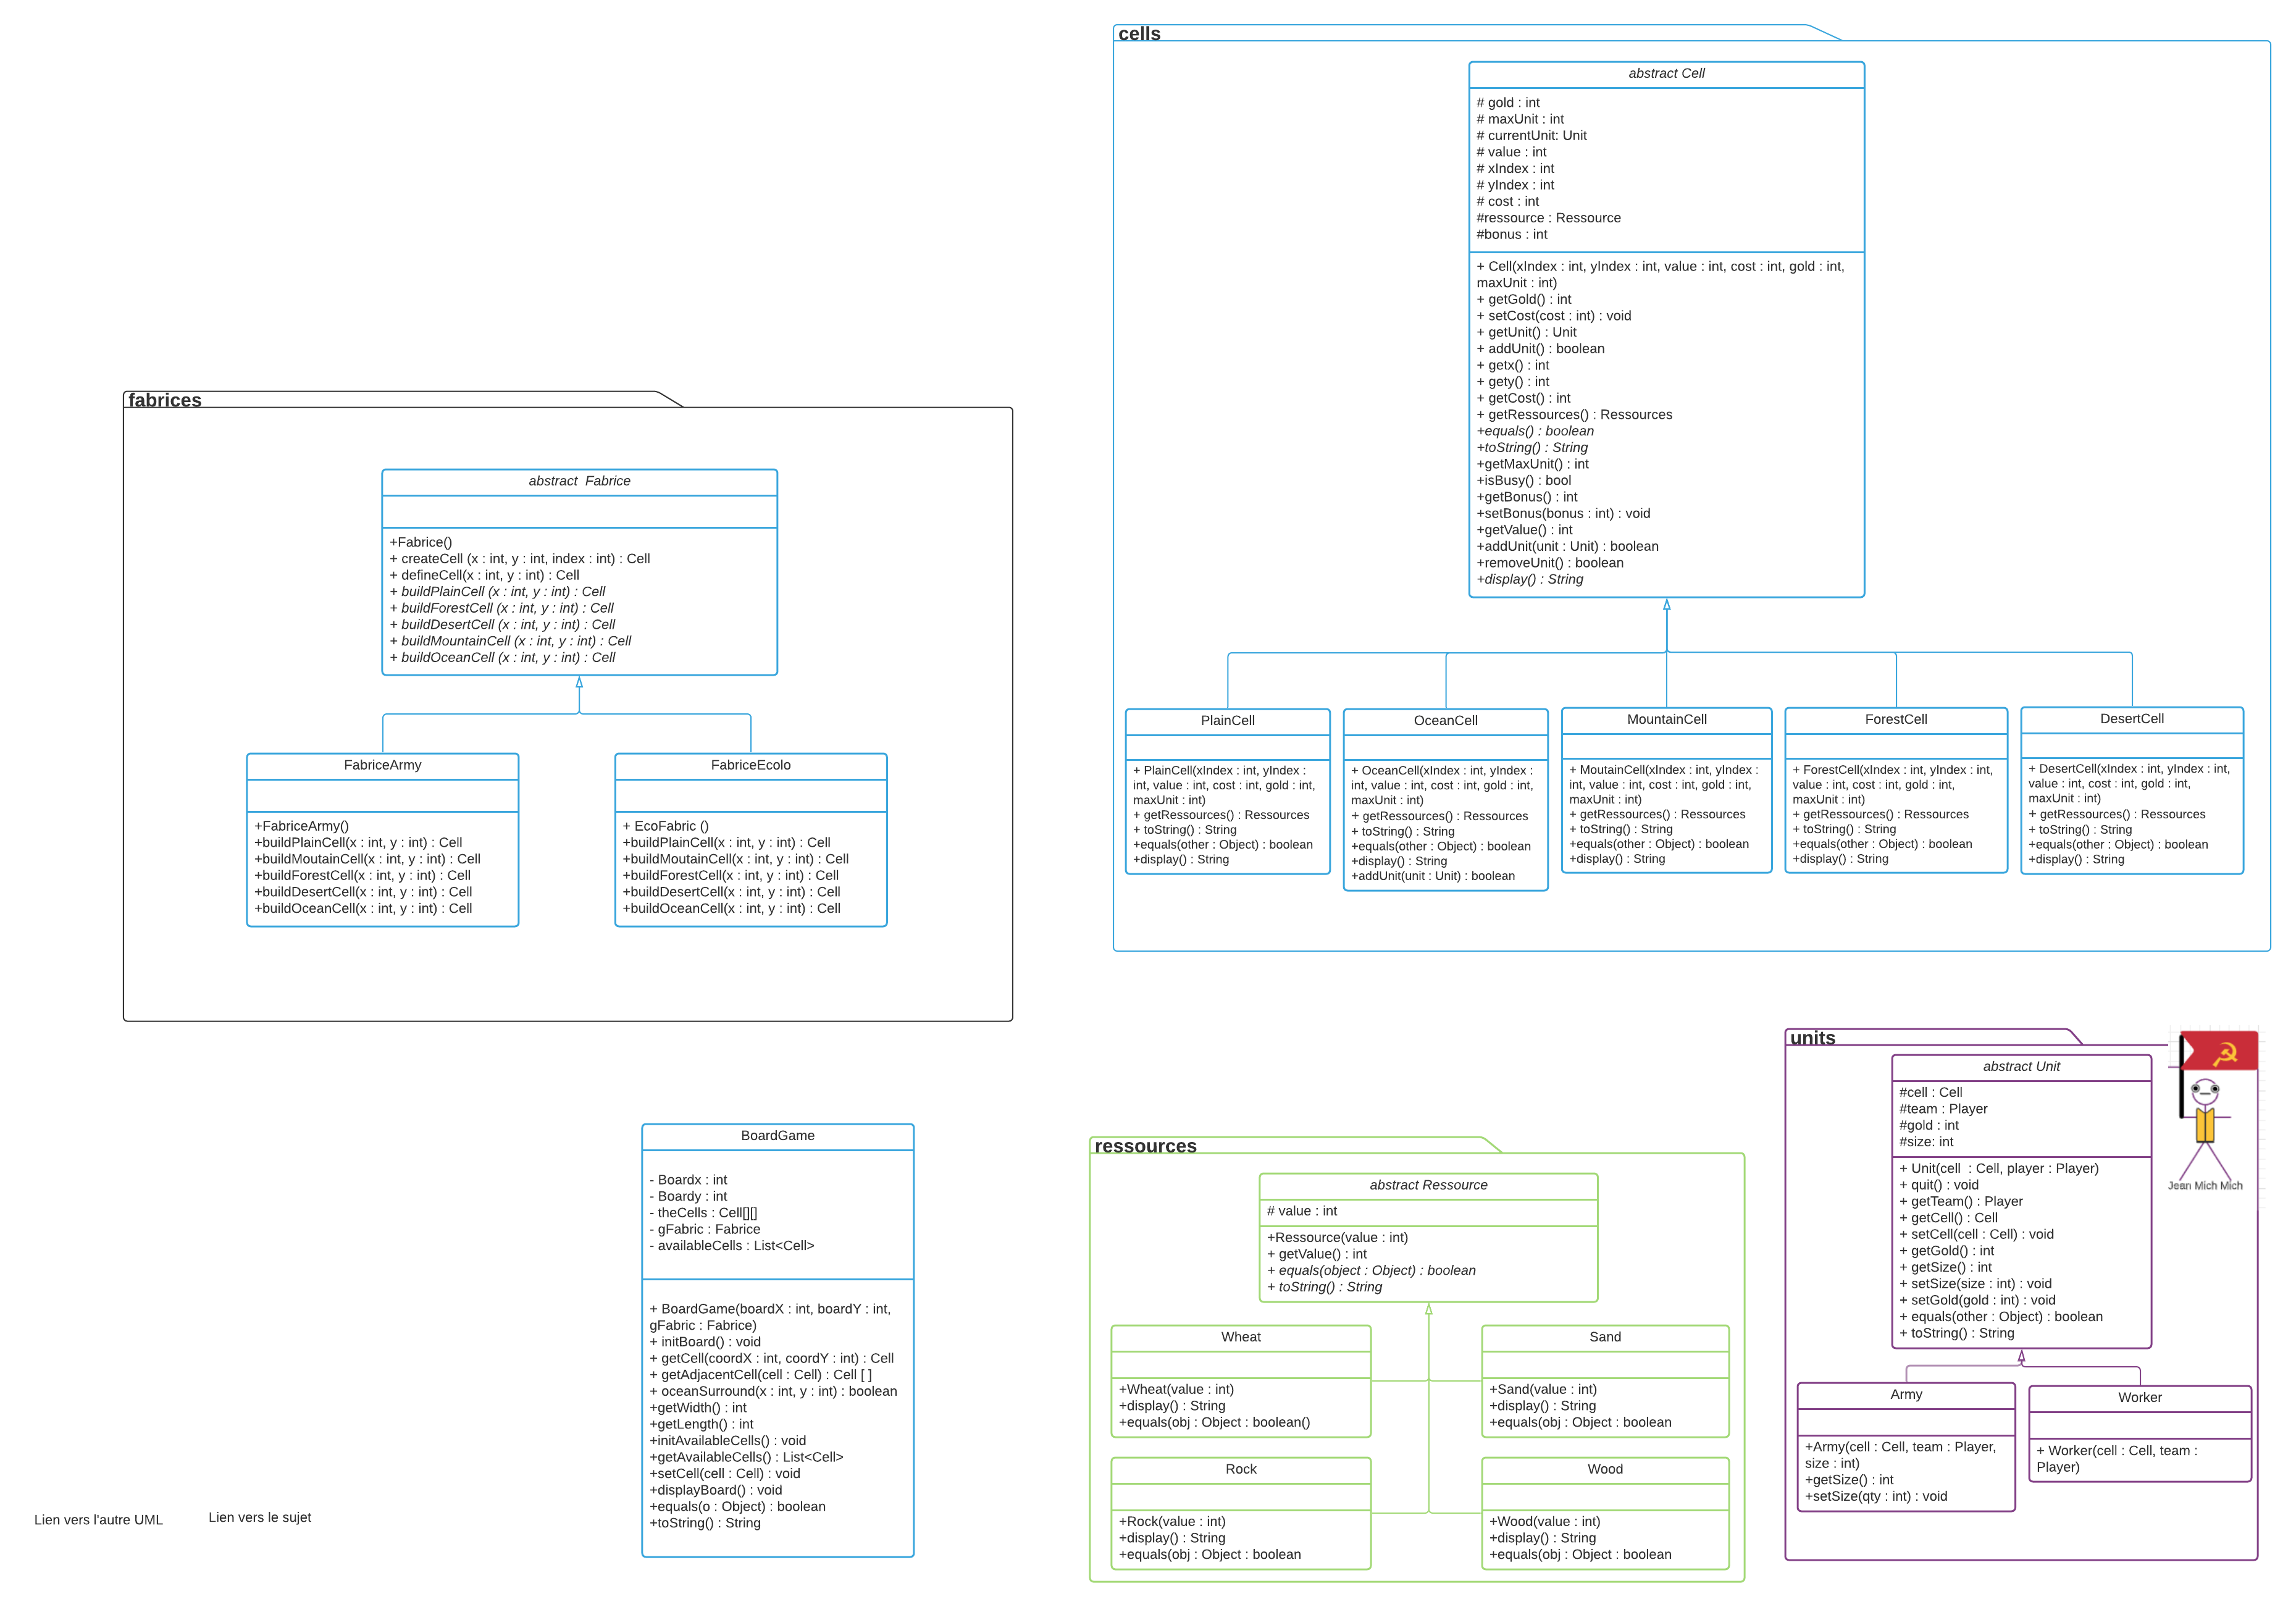 cells
abstract Cell
# gold : int
# maxUnit : int
# currentUnit: Unit
# value : int
# xIndex : int
# yIndex : int
# cost : int
#ressource : Ressource
#bonus : int
+ Cell(xIndex : int, yIndex : int, value : int, cost : int, gold : int,
maxUnit : int)
+ getGold() : int
+ setCost(cost : int) : void
+ getUnit() : Unit
+ addUnit() : boolean
+ getx() : int
+ gety() : int
+ getCost() : int
+ getRessources() : Ressources
+equals() : boolean
+toString() : String
+getMaxUnit() : int
+isBusy() : bool
+getBonus() : int
+setBonus(bonus : int) : void
+getValue() : int
+addUnit(unit : Unit) : boolean
+removeUnit() : boolean
+display() : String
PlainCell
+ PlainCell(xIndex : int, yIndex :
int, value : int, cost : int, gold : int,
maxUnit : int)
+ getRessources() : Ressources
+ toString() : String
+equals(other : Object) : boolean
+display() : String
OceanCell
+ OceanCell(xIndex : int, yIndex :
int, value : int, cost : int, gold : int,
maxUnit : int)
+ getRessources() : Ressources
+ toString() : String
+equals(other : Object) : boolean
+display() : String
+addUnit(unit : Unit) : boolean
MountainCell
+ MoutainCell(xIndex : int, yIndex :
int, value : int, cost : int, gold : int,
maxUnit : int)
+ getRessources() : Ressources
+ toString() : String
+equals(other : Object) : boolean
+display() : String
ForestCell
+ ForestCell(xIndex : int, yIndex : int,
value : int, cost : int, gold : int,
maxUnit : int)
+ getRessources() : Ressources
+ toString() : String
+equals(other : Object) : boolean
+display() : String
DesertCell
+ DesertCell(xIndex : int, yIndex : int,
value : int, cost : int, gold : int,
maxUnit : int)
+ getRessources() : Ressources
+ toString() : String
+equals(other : Object) : boolean
+display() : String
fabrices
abstract  Fabrice
+Fabrice()
+ createCell (x : int, y : int, index : int) : Cell
+ defineCell(x : int, y : int) : Cell
+ buildPlainCell (x : int, y : int) : Cell
+ buildForestCell (x : int, y : int) : Cell
+ buildDesertCell (x : int, y : int) : Cell
+ buildMountainCell (x : int, y : int) : Cell
+ buildOceanCell (x : int, y : int) : Cell
FabriceArmy
+FabriceArmy()
+buildPlainCell(x : int, y : int) : Cell
+buildMoutainCell(x : int, y : int) : Cell
+buildForestCell(x : int, y : int) : Cell
+buildDesertCell(x : int, y : int) : Cell
+buildOceanCell(x : int, y : int) : Cell
FabriceEcolo
+ EcoFabric ()
+buildPlainCell(x : int, y : int) : Cell
+buildMoutainCell(x : int, y : int) : Cell
+buildForestCell(x : int, y : int) : Cell
+buildDesertCell(x : int, y : int) : Cell
+buildOceanCell(x : int, y : int) : Cell
BoardGame
- Boardx : int
- Boardy : int
- theCells : Cell[][]
- gFabric : Fabrice
- availableCells : List<Cell>
+ BoardGame(boardX : int, boardY : int,
gFabric : Fabrice)
+ initBoard() : void
+ getCell(coordX : int, coordY : int) : Cell
+ getAdjacentCell(cell : Cell) : Cell [ ]
+ oceanSurround(x : int, y : int) : boolean
+getWidth() : int
+getLength() : int
+initAvailableCells() : void
+getAvailableCells() : List<Cell>
+setCell(cell : Cell) : void
+displayBoard() : void
+equals(o : Object) : boolean
+toString() : String
Lien vers l'autre UML
Lien vers le sujet
ressources
abstract Ressource
# value : int
+Ressource(value : int)
+ getValue() : int
+ equals(object : Object) : boolean
+ toString() : String
Wheat
+Wheat(value : int)
+display() : String
+equals(obj : Object : boolean()
Sand
+Sand(value : int)
+display() : String
+equals(obj : Object : boolean
Rock
+Rock(value : int)
+display() : String
+equals(obj : Object : boolean
Wood
+Wood(value : int)
+display() : String
+equals(obj : Object : boolean
units
abstract Unit
#cell : Cell
#team : Player
#gold : int
#size: int
+ Unit(cell  : Cell, player : Player)
+ quit() : void
+ getTeam() : Player
+ getCell() : Cell
+ setCell(cell : Cell) : void
+ getGold() : int
+ getSize() : int
+ setSize(size : int) : void
+ setGold(gold : int) : void
+ equals(other : Object) : boolean
+ toString() : String
Jean Mich Mich
Army
+Army(cell : Cell, team : Player,
size : int)
+getSize() : int
+setSize(qty : int) : void
Worker
+ Worker(cell : Cell, team :
Player)